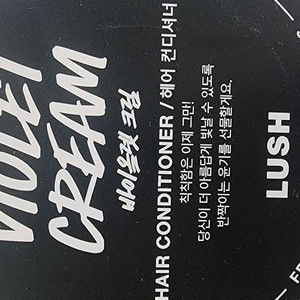 VIOLET
CREAM
바이올렛 크림
HAIR CONDITIONER / 헤어 컨디셔너
칙칙함은 이제 그만!
당신이 더 아름답게 빛날 수 있도록
반짝이는 윤기를 선물할게요.
LUSH